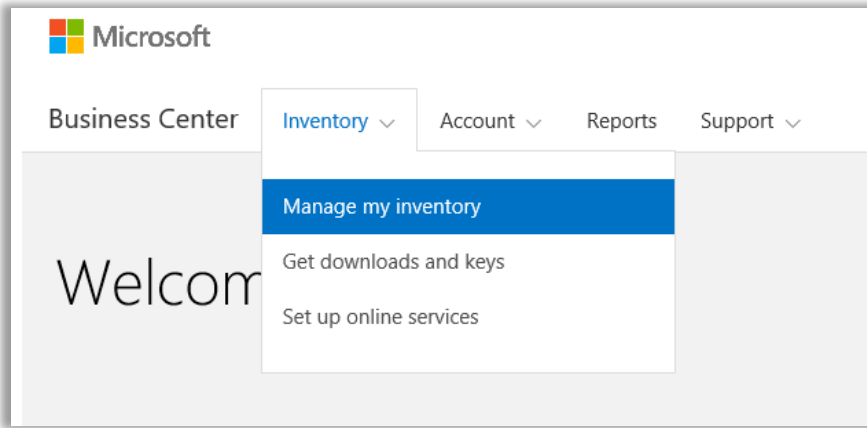 Microsoft
Business Center Inventory Account Reports Support
Manage my inventory
Get downloads and keys
Welcom
Set up online services